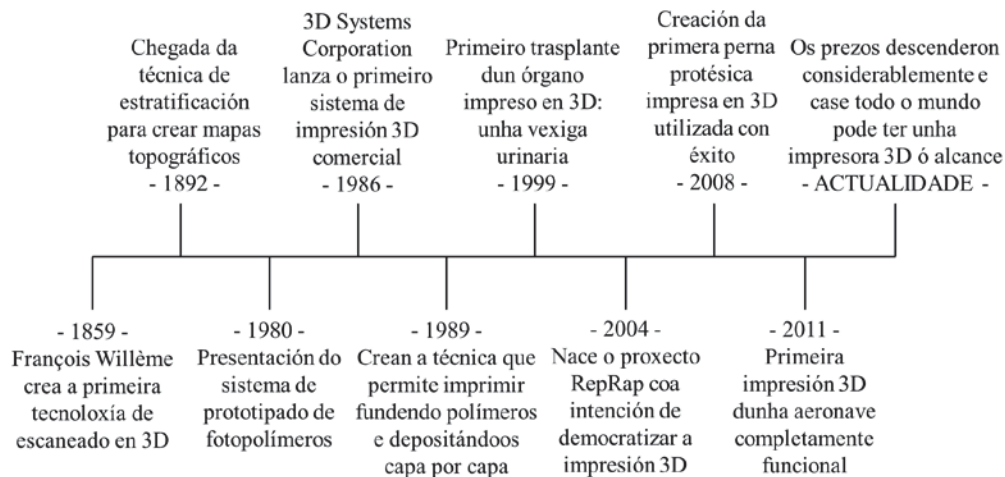 Chegada da
técnica de
estratificación
para crear mapas
topográficos
- 1892 -
3D Systems
Corporation
lanza o primeiro
sistema de
impresión 3D
comercial
- 1986 -
Primeiro trasplante
dun órgano
impreso en 3D:
unha vexiga
urinaria
- 1999 -
Creación da
primera perna
protésica
impresa en 3D
utilizada con
éxito
- 2008 -
Os prezos descenderon
considerablemente e
case todo o mundo
pode ter unha
impresora 3D ó alcance
- ACTUALIDADE -
- 1859 -
François Willème
crea a primeira
tecnoloxía de
escaneado en 3D
- 1980 -
Presentación do
sistema de
prototipado de
fotopolímeros
- 1989 -
Crean a técnica que
permite imprimir
fundendo polímeros
e depositándoos
capa por capa
- 2004 -
Nace o proxecto
RepRap coa
intención de
democratizar a
impresión 3D
- 2011 -
Primeira
impresión 3D
dunha aeronave
completamente
funcional